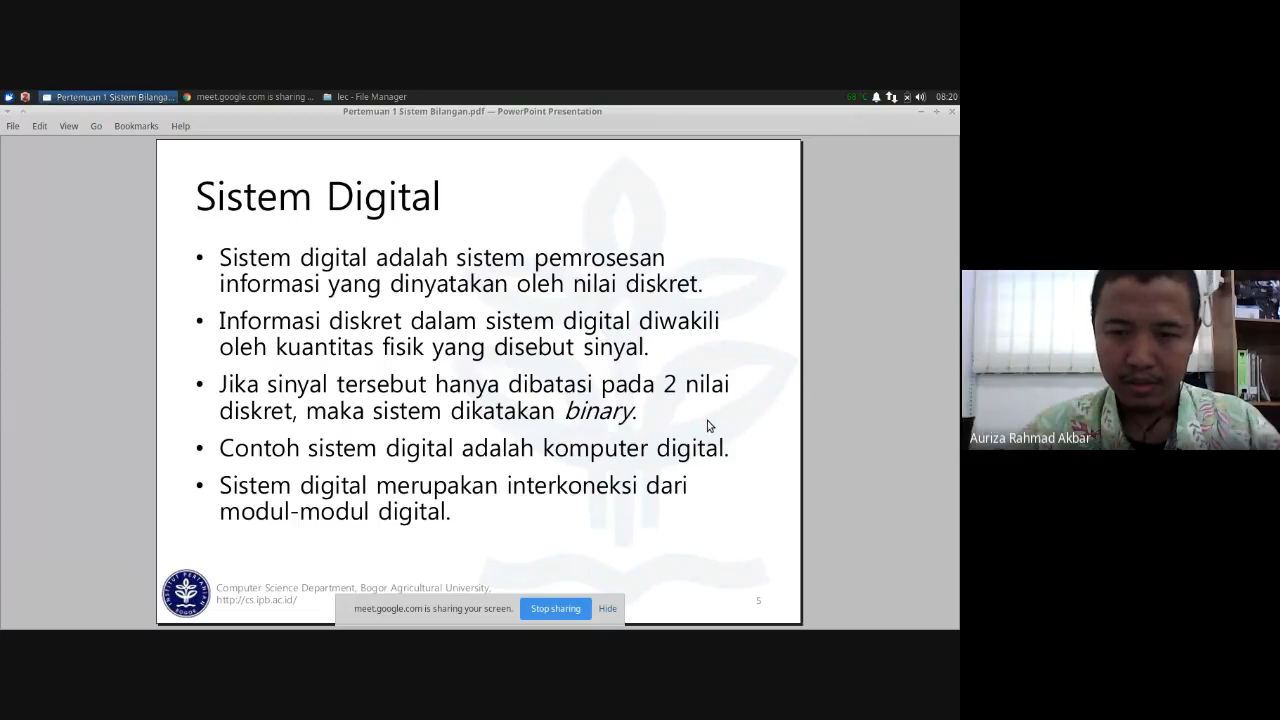 Pertemuan 1 Sistem Bilanga...
meet.google.com is sharing ...
lec - File Manager
68 °C
08:20
Pertemuan 1 Sistem Bilangan.pdf — PowerPoint Presentation
File Edit View Go Bookmarks Help
Sistem Digital
• Sistem digital adalah sistem pemrosesan
informasi yang dinyatakan oleh nilai diskret.
• Informasi diskret dalam sistem digital diwakili
oleh kuantitas fisik yang disebut sinyal.
• Jika sinyal tersebut hanya dibatasi pada 2 nilai
diskret, maka sistem dikatakan binary.
• Contoh sistem digital adalah komputer digital.
• Sistem digital merupakan interkoneksi dari
modul-modul digital.
Computer Science Department, Bogor Agricultural University,
http://cs.ipb.ac.id/
5
meet.google.com is sharing your screen. Stop sharing Hide
Auriza Rahmad Akbar